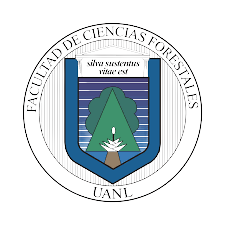 FACULTAD DE CIENCIAS FORESTALES
silva sustentus
vitae est
UANL